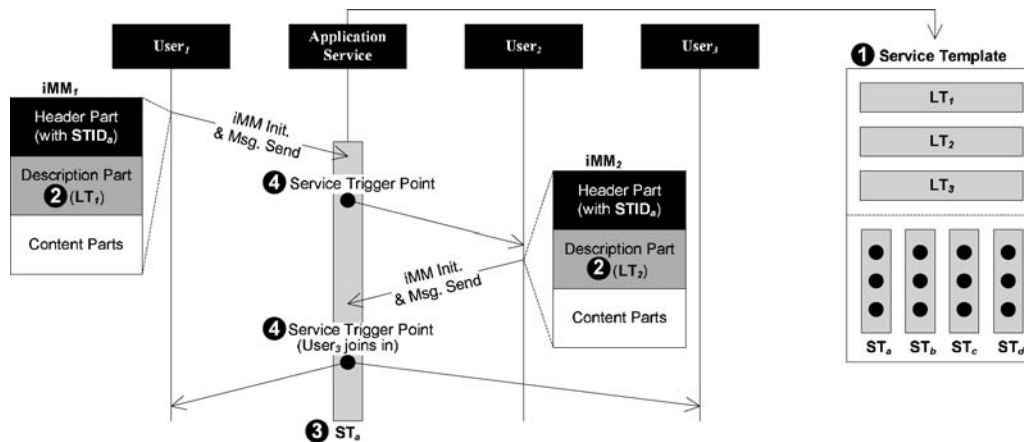 User1
Application
Service
User2
User3
1 Service Template
LT1
LT2
LT3
STa
STb
STc
STd
iMM1
Header Part
(with STIDa)
Description Part
2 (LT1)
Content Parts
iMM Init.
& Msg. Send
4 Service Trigger Point
iMM2
Header Part
(with STIDa)
Description Part
2 (LT2)
Content Parts
iMM Init.
& Msg. Send
4 Service Trigger Point
(User3 joins in)
3 STa